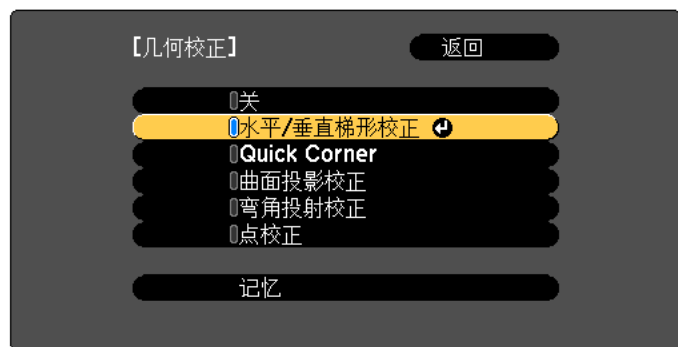 【几何校正】 返回
关
水平/垂直梯形校正
Quick Corner
曲面投影校正
弯角投射校正
点校正
记忆